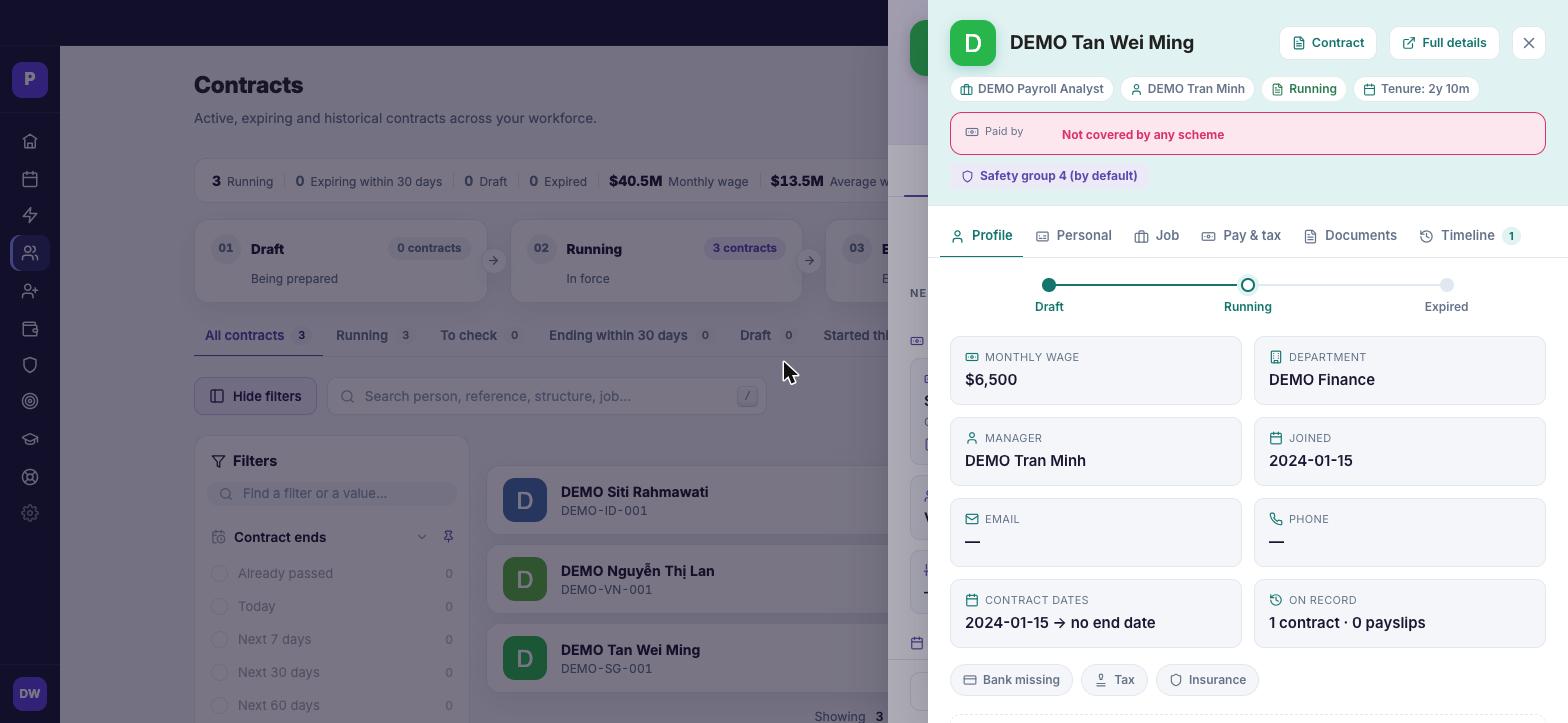 P
Contracts
Active, expiring and historical contracts across your workforce.
3 Running 0 Expiring within 30 days 0 Draft 0 Expired $40.5M Monthly wage $13.5M Average
01 Draft 0 contracts
Being prepared
02 Running 3 contracts
In force
03
All contracts 3 Running 3 To check 0 Ending within 30 days 0 Draft 0 Started
Hide filters
Search person, reference, structure, job... /
Filters
Find a filter or a value...
Contract ends
Already passed 0
Today 0
Next 7 days 0
Next 30 days 0
Next 60 days 0
D DEMO Siti Rahmawati
DEMO-ID-001
D DEMO Nguyễn Thị Lan
DEMO-VN-001
D DEMO Tan Wei Ming
DEMO-SG-001
Showing 3
DW
D DEMO Tan Wei Ming
Contract
Full details
DEMO Payroll Analyst
DEMO Tran Minh
Running
Tenure: 2y 10m
Paid by Not covered by any scheme
Safety group 4 (by default)
Profile Personal Job Pay & tax Documents Timeline 1
Draft Running Expired
MONTHLY WAGE
$6,500
DEPARTMENT
DEMO Finance
MANAGER
DEMO Tran Minh
JOINED
2024-01-15
EMAIL
—
PHONE
—
CONTRACT DATES
2024-01-15 → no end date
ON RECORD
1 contract · 0 payslips
Bank missing Tax Insurance